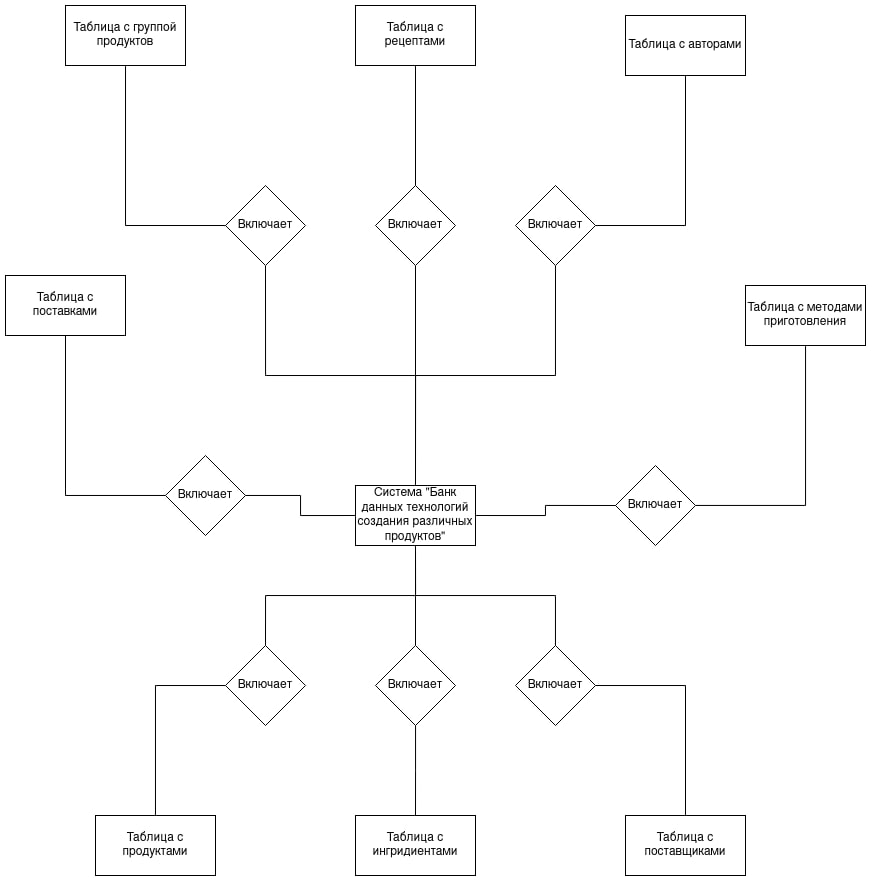 Таблица с группой
продуктов
Таблица с
рецептами
Таблица с авторами
Включает
Включает
Включает
Таблица с
поставками
Таблица с методами
приготовления
Включает
Система "Банк
данных технологий
создания различных
продуктов"
Включает
Включает
Включает
Включает
Таблица с
продуктами
Таблица с
ингридиентами
Таблица с
поставщиками